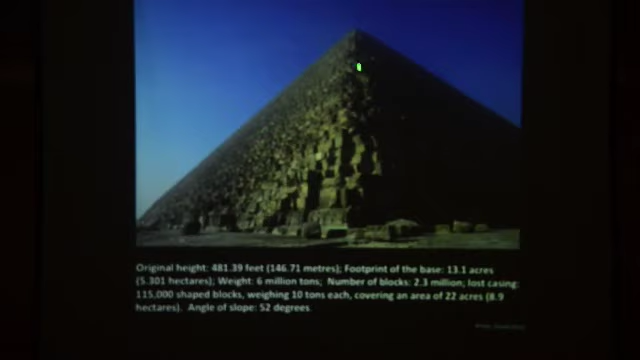 Original height: 481.39 feet (146.71 metres); Footprint of the base: 13.1 acres
(5.301 hectares); Weight: 6 million tons;  Number of blocks: 2.3 million; lost casing:
115,000 shaped blocks, weighing 10 tons each, covering an area of 22 acres (8.9
hectares).  Angle of slope: 52 degrees